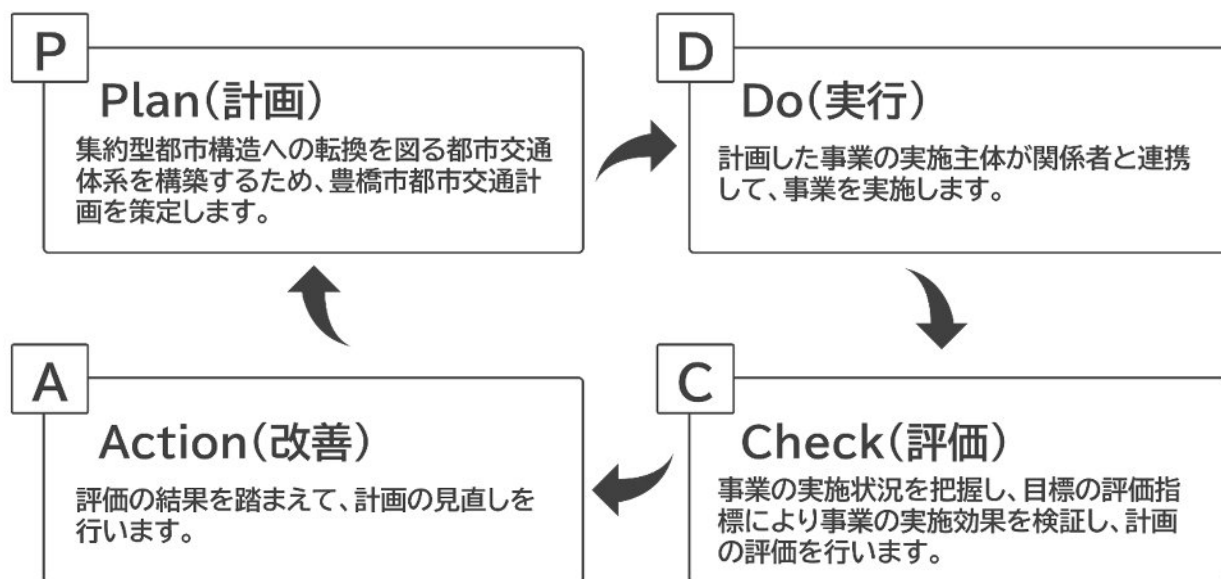 P
Plan(計画)
集約型都市構造への転換を図る都市交通
体系を構築するため、豊橋市都市交通計
画を策定します。
D
Do(実行)
計画した事業の実施主体が関係者と連携
して、事業を実施します。
A
Action(改善)
評価の結果を踏まえて、計画の見直しを
行います。
C
Check(評価)
事業の実施状況を把握し、目標の評価指
標により事業の実施効果を検証し、計画
の評価を行います。